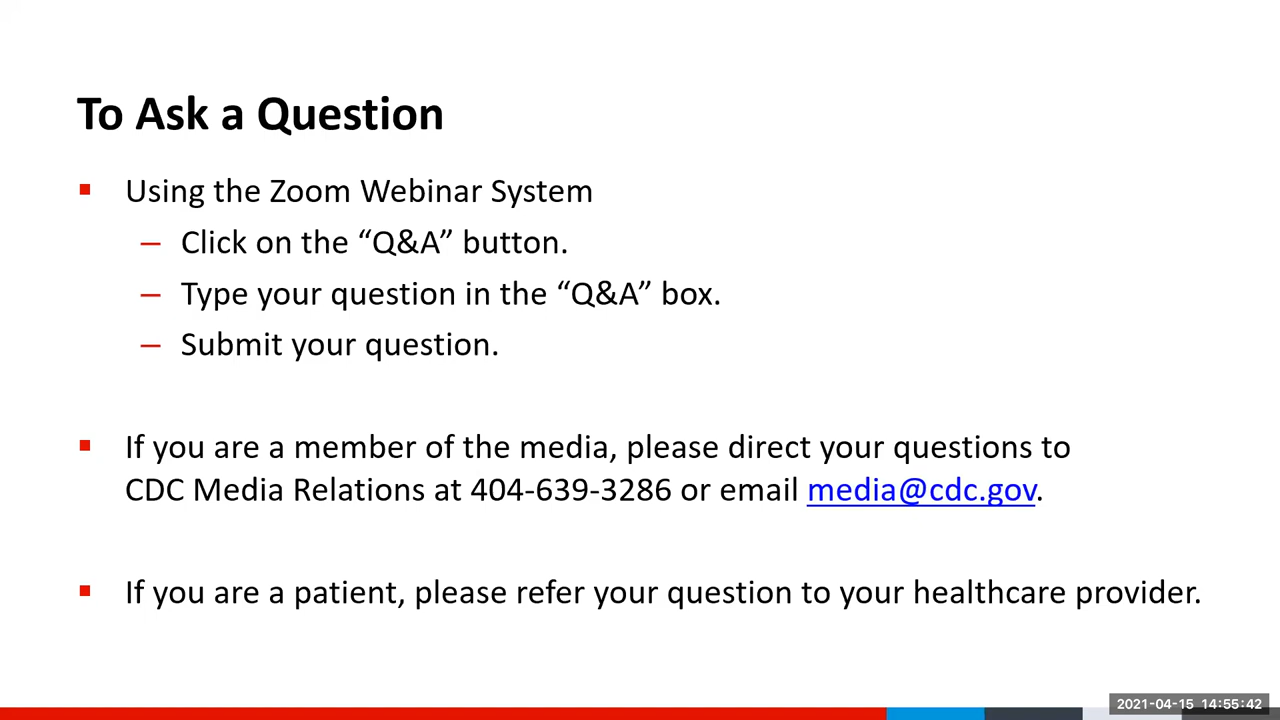 To Ask a Question
▪ Using the Zoom Webinar System
– Click on the “Q&A” button.
– Type your question in the “Q&A” box.
– Submit your question.
▪ If you are a member of the media, please direct your questions to
CDC Media Relations at 404-639-3286 or email media@cdc.gov.
▪ If you are a patient, please refer your question to your healthcare provider.
2021-04-15 14:55:42